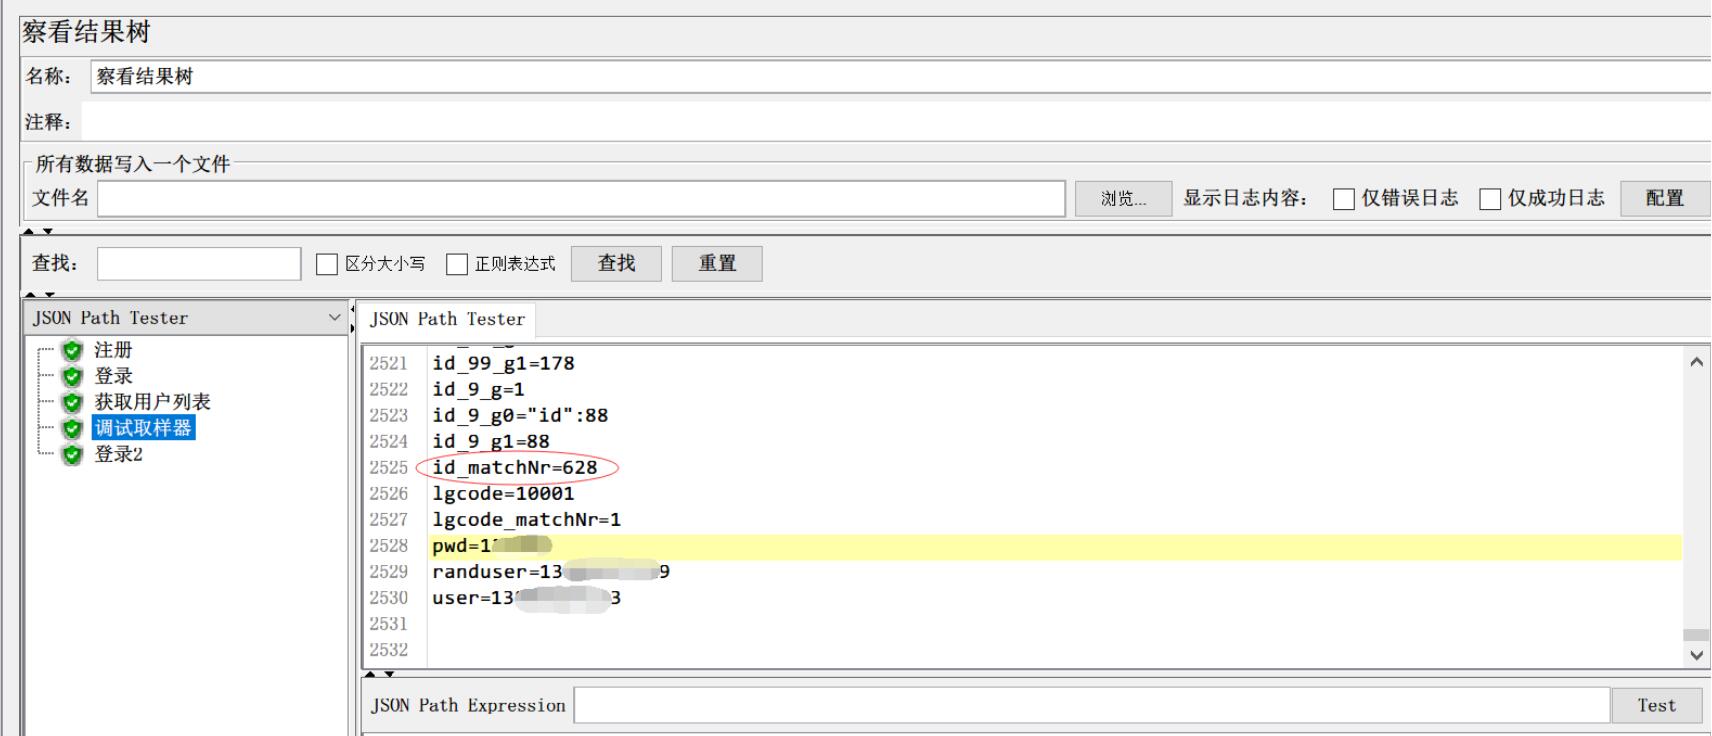 察看结果树
名称: 察看结果树
注释:
所有数据写入一个文件
文件名 浏览... 显示日志内容: 仅错误日志 仅成功日志 配置
查找: 区分大小写 正则表达式 查找 重置
JSON Path Tester
注册
登录
获取用户列表
调试取样器
登录2
JSON Path Tester
2521 id_99_g1=178
2522 id_9_g=1
2523 id_9_g0="id":88
2524 id_9_g1=88
2525 id_matchNr=628
2526 lgcode=10001
2527 lgcode_matchNr=1
2528 pwd=1
2529 randuser=13 9
2530 user=13 3
2531
2532
JSON Path Expression Test